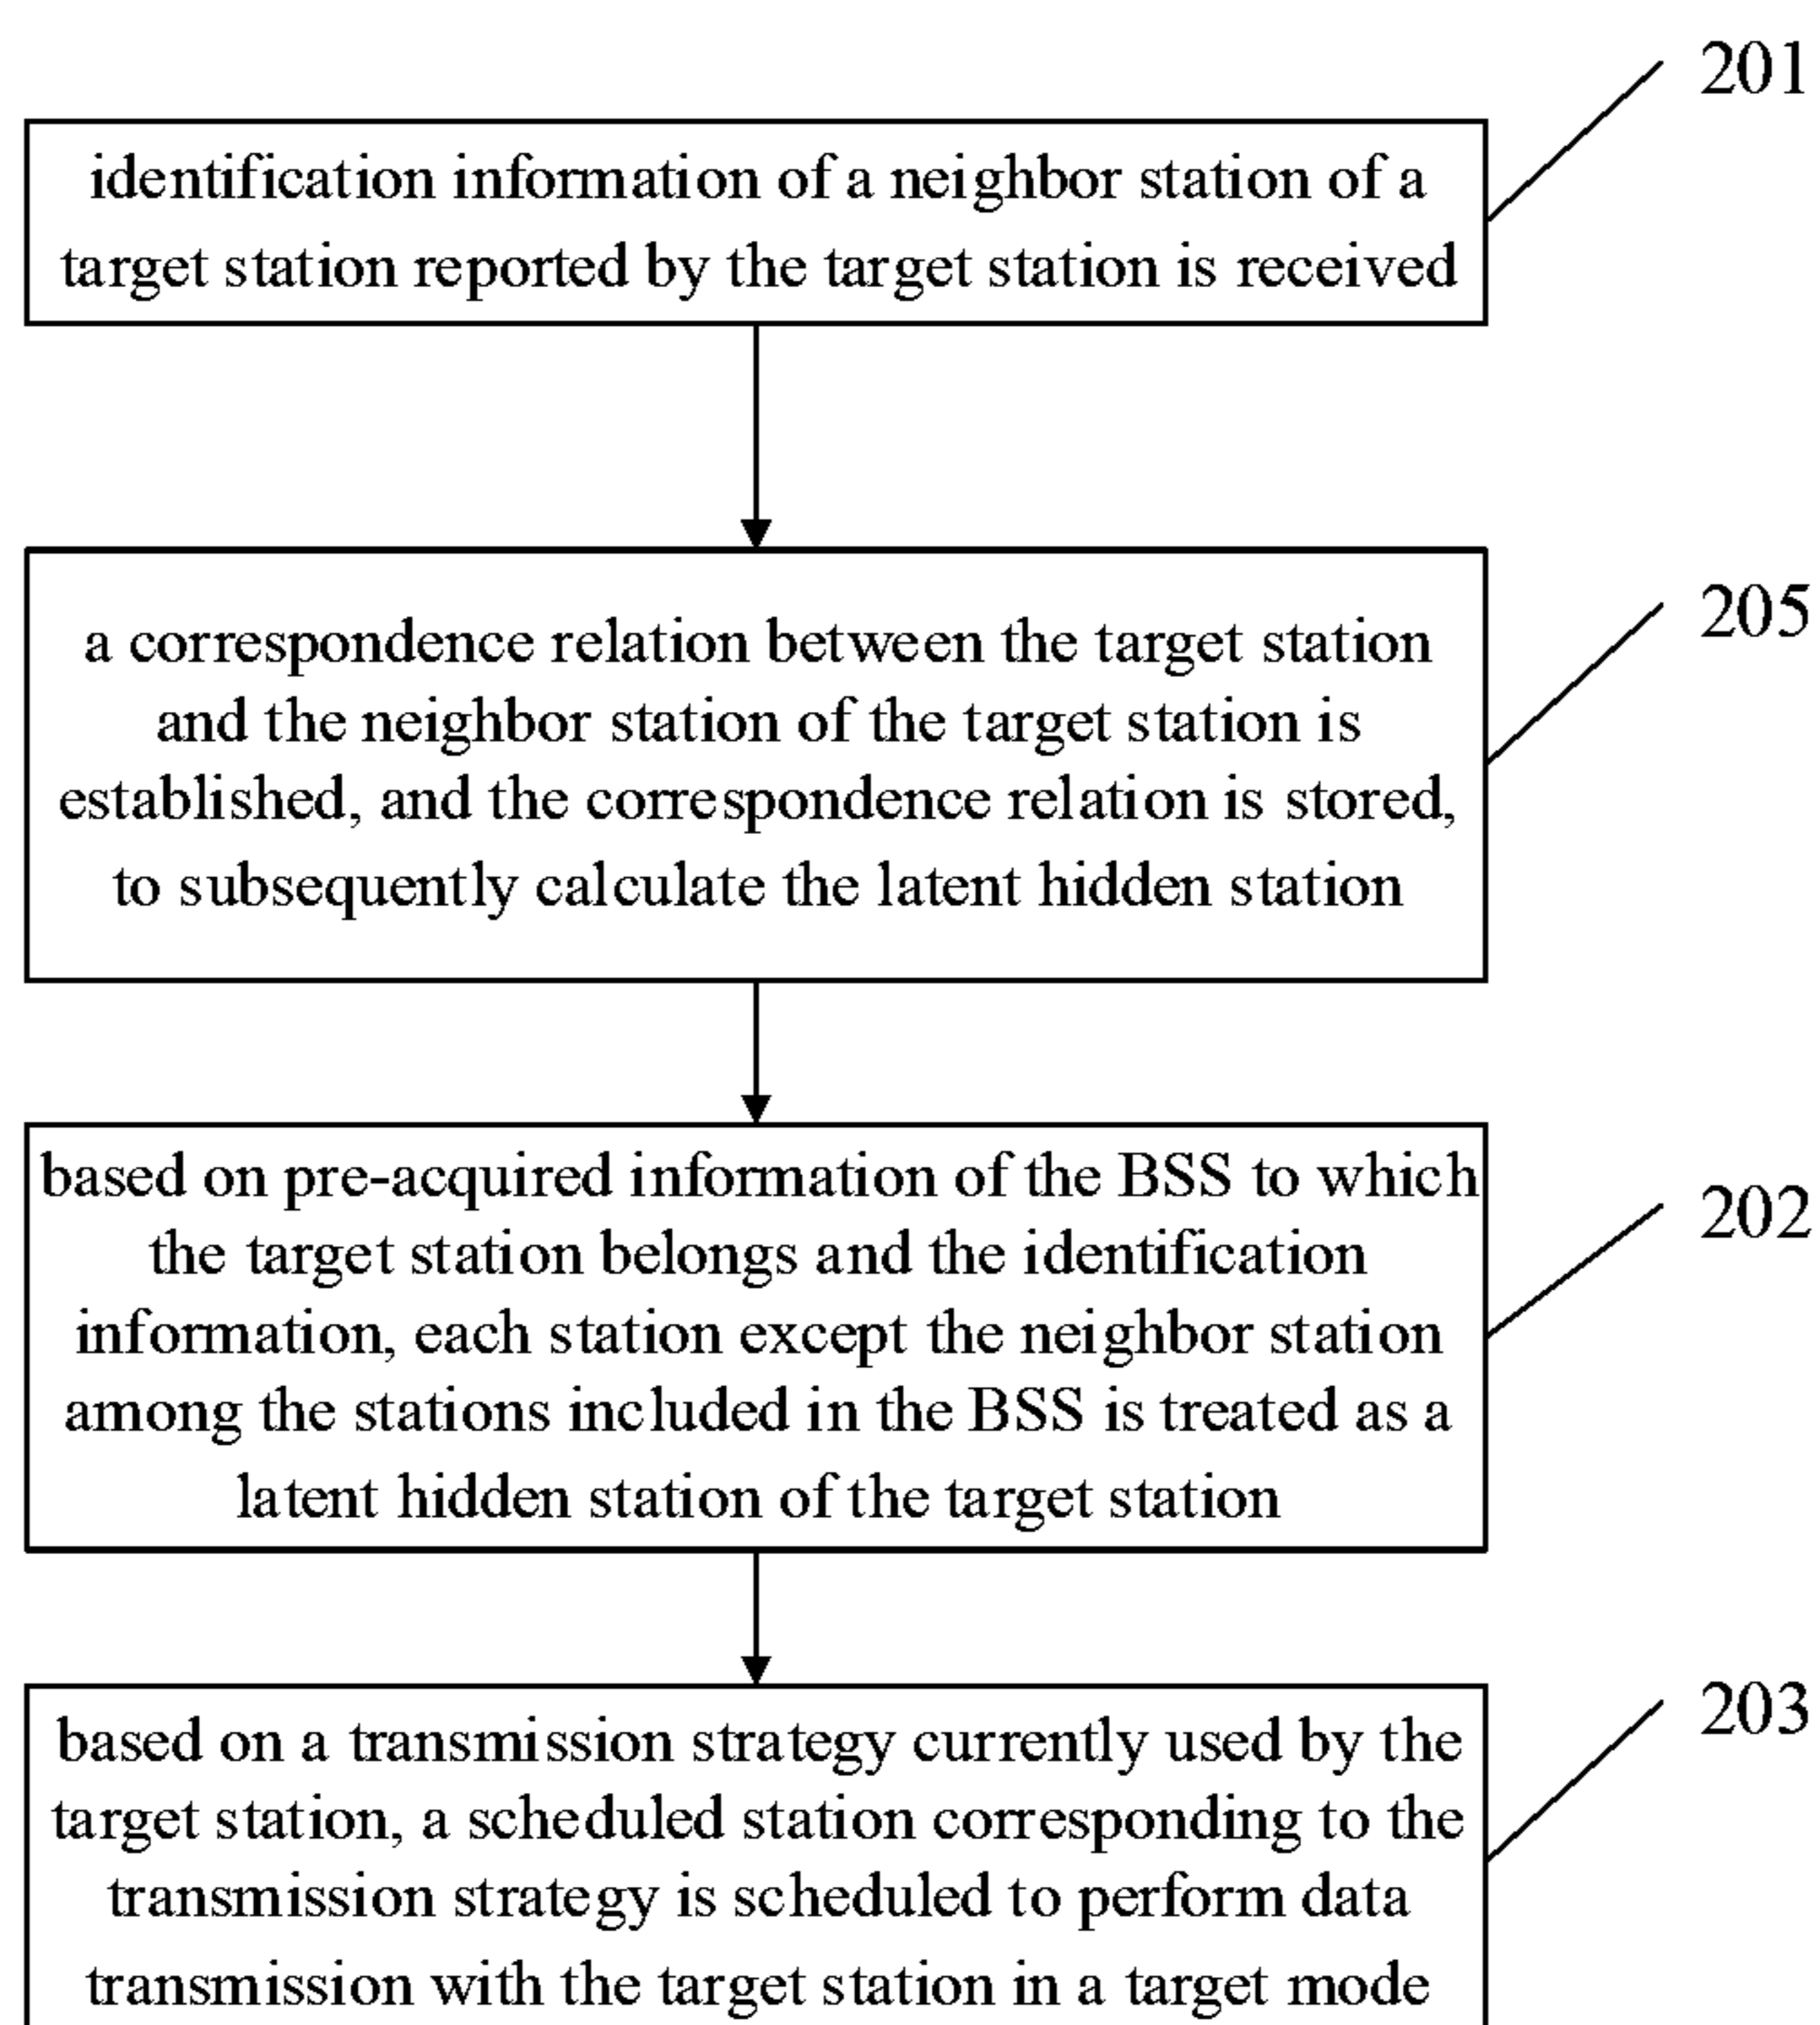 201
identification information of a neighbor station of a
target station reported by the target station is received
205
a correspondence relation between the target station
and the neighbor station of the target station is
established, and the correspondence relation is stored,
to subsequently calculate the latent hidden station
202
based on pre-acquired information of the BSS to which
the target station belongs and the identification
information, each station except the neighbor station
among the stations included in the BSS is treated as a
latent hidden station of the target station
203
based on a transmission strategy currently used by the
target station, a scheduled station corresponding to the
transmission strategy is scheduled to perform data
transmission with the target station in a target mode